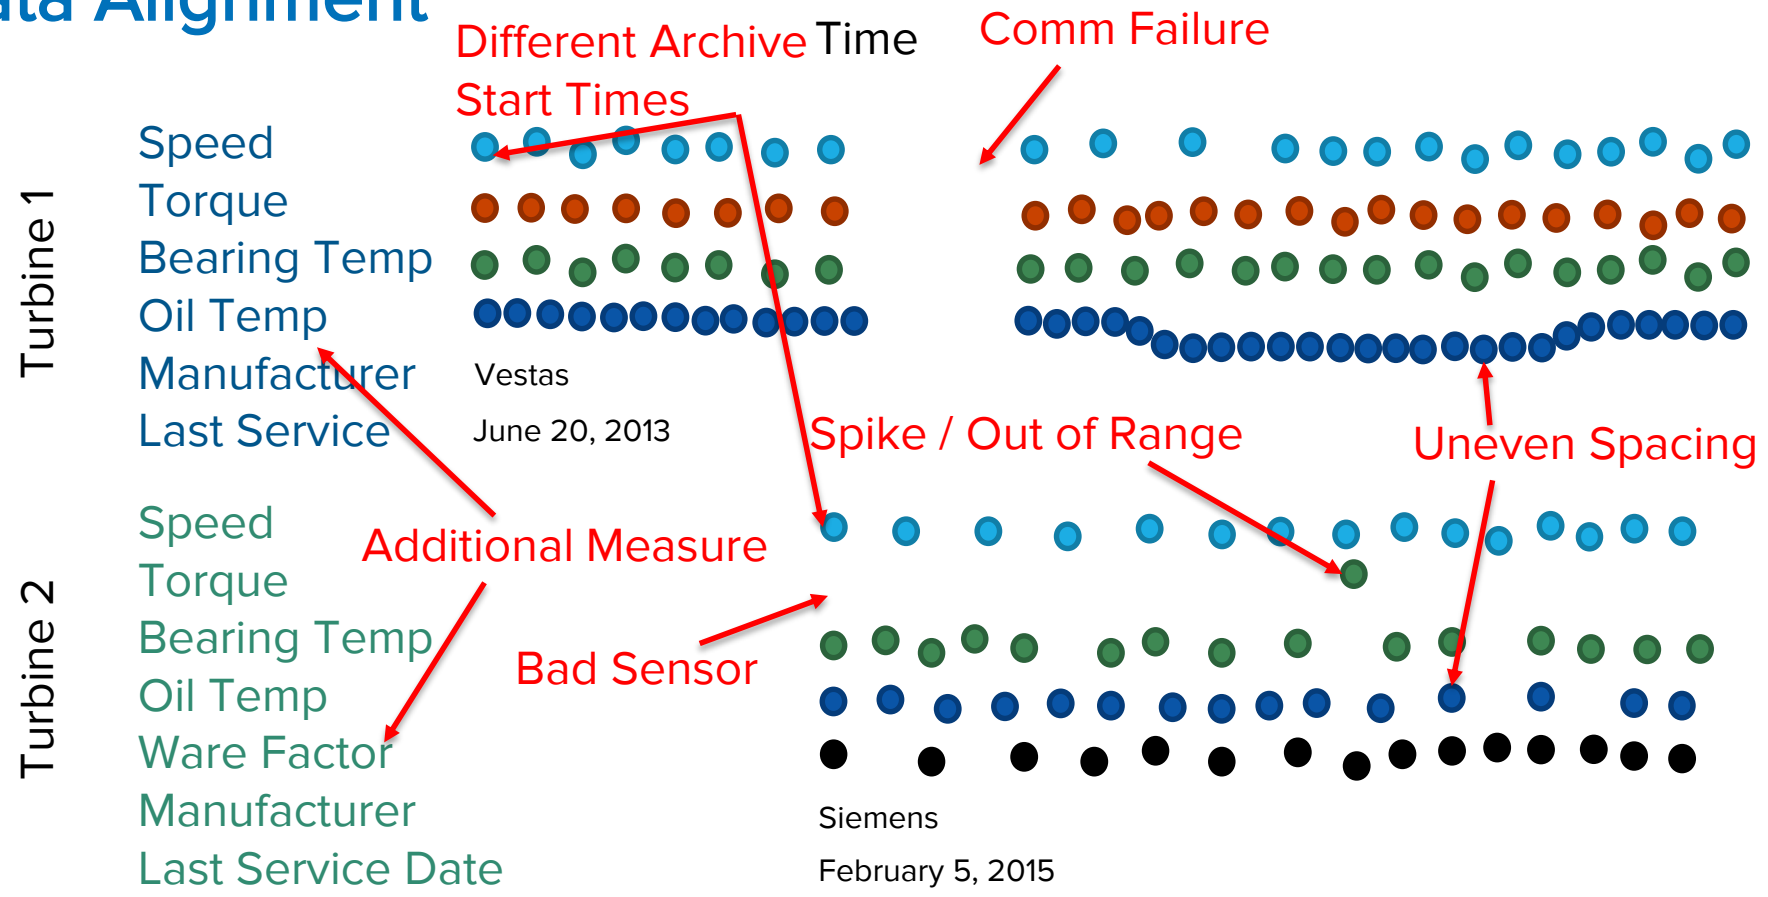 ata Alignment
Different Archive
Start Times
Time
Comm Failure
Turbine 1
Speed
Torque
Bearing Temp
Oil Temp
Manufacturer
Vestas
Last Service
June 20, 2013
Spike / Out of Range
Uneven Spacing
Additional Measure
Bad Sensor
Turbine 2
Speed
Torque
Bearing Temp
Oil Temp
Ware Factor
Manufacturer
Siemens
Last Service Date
February 5, 2015